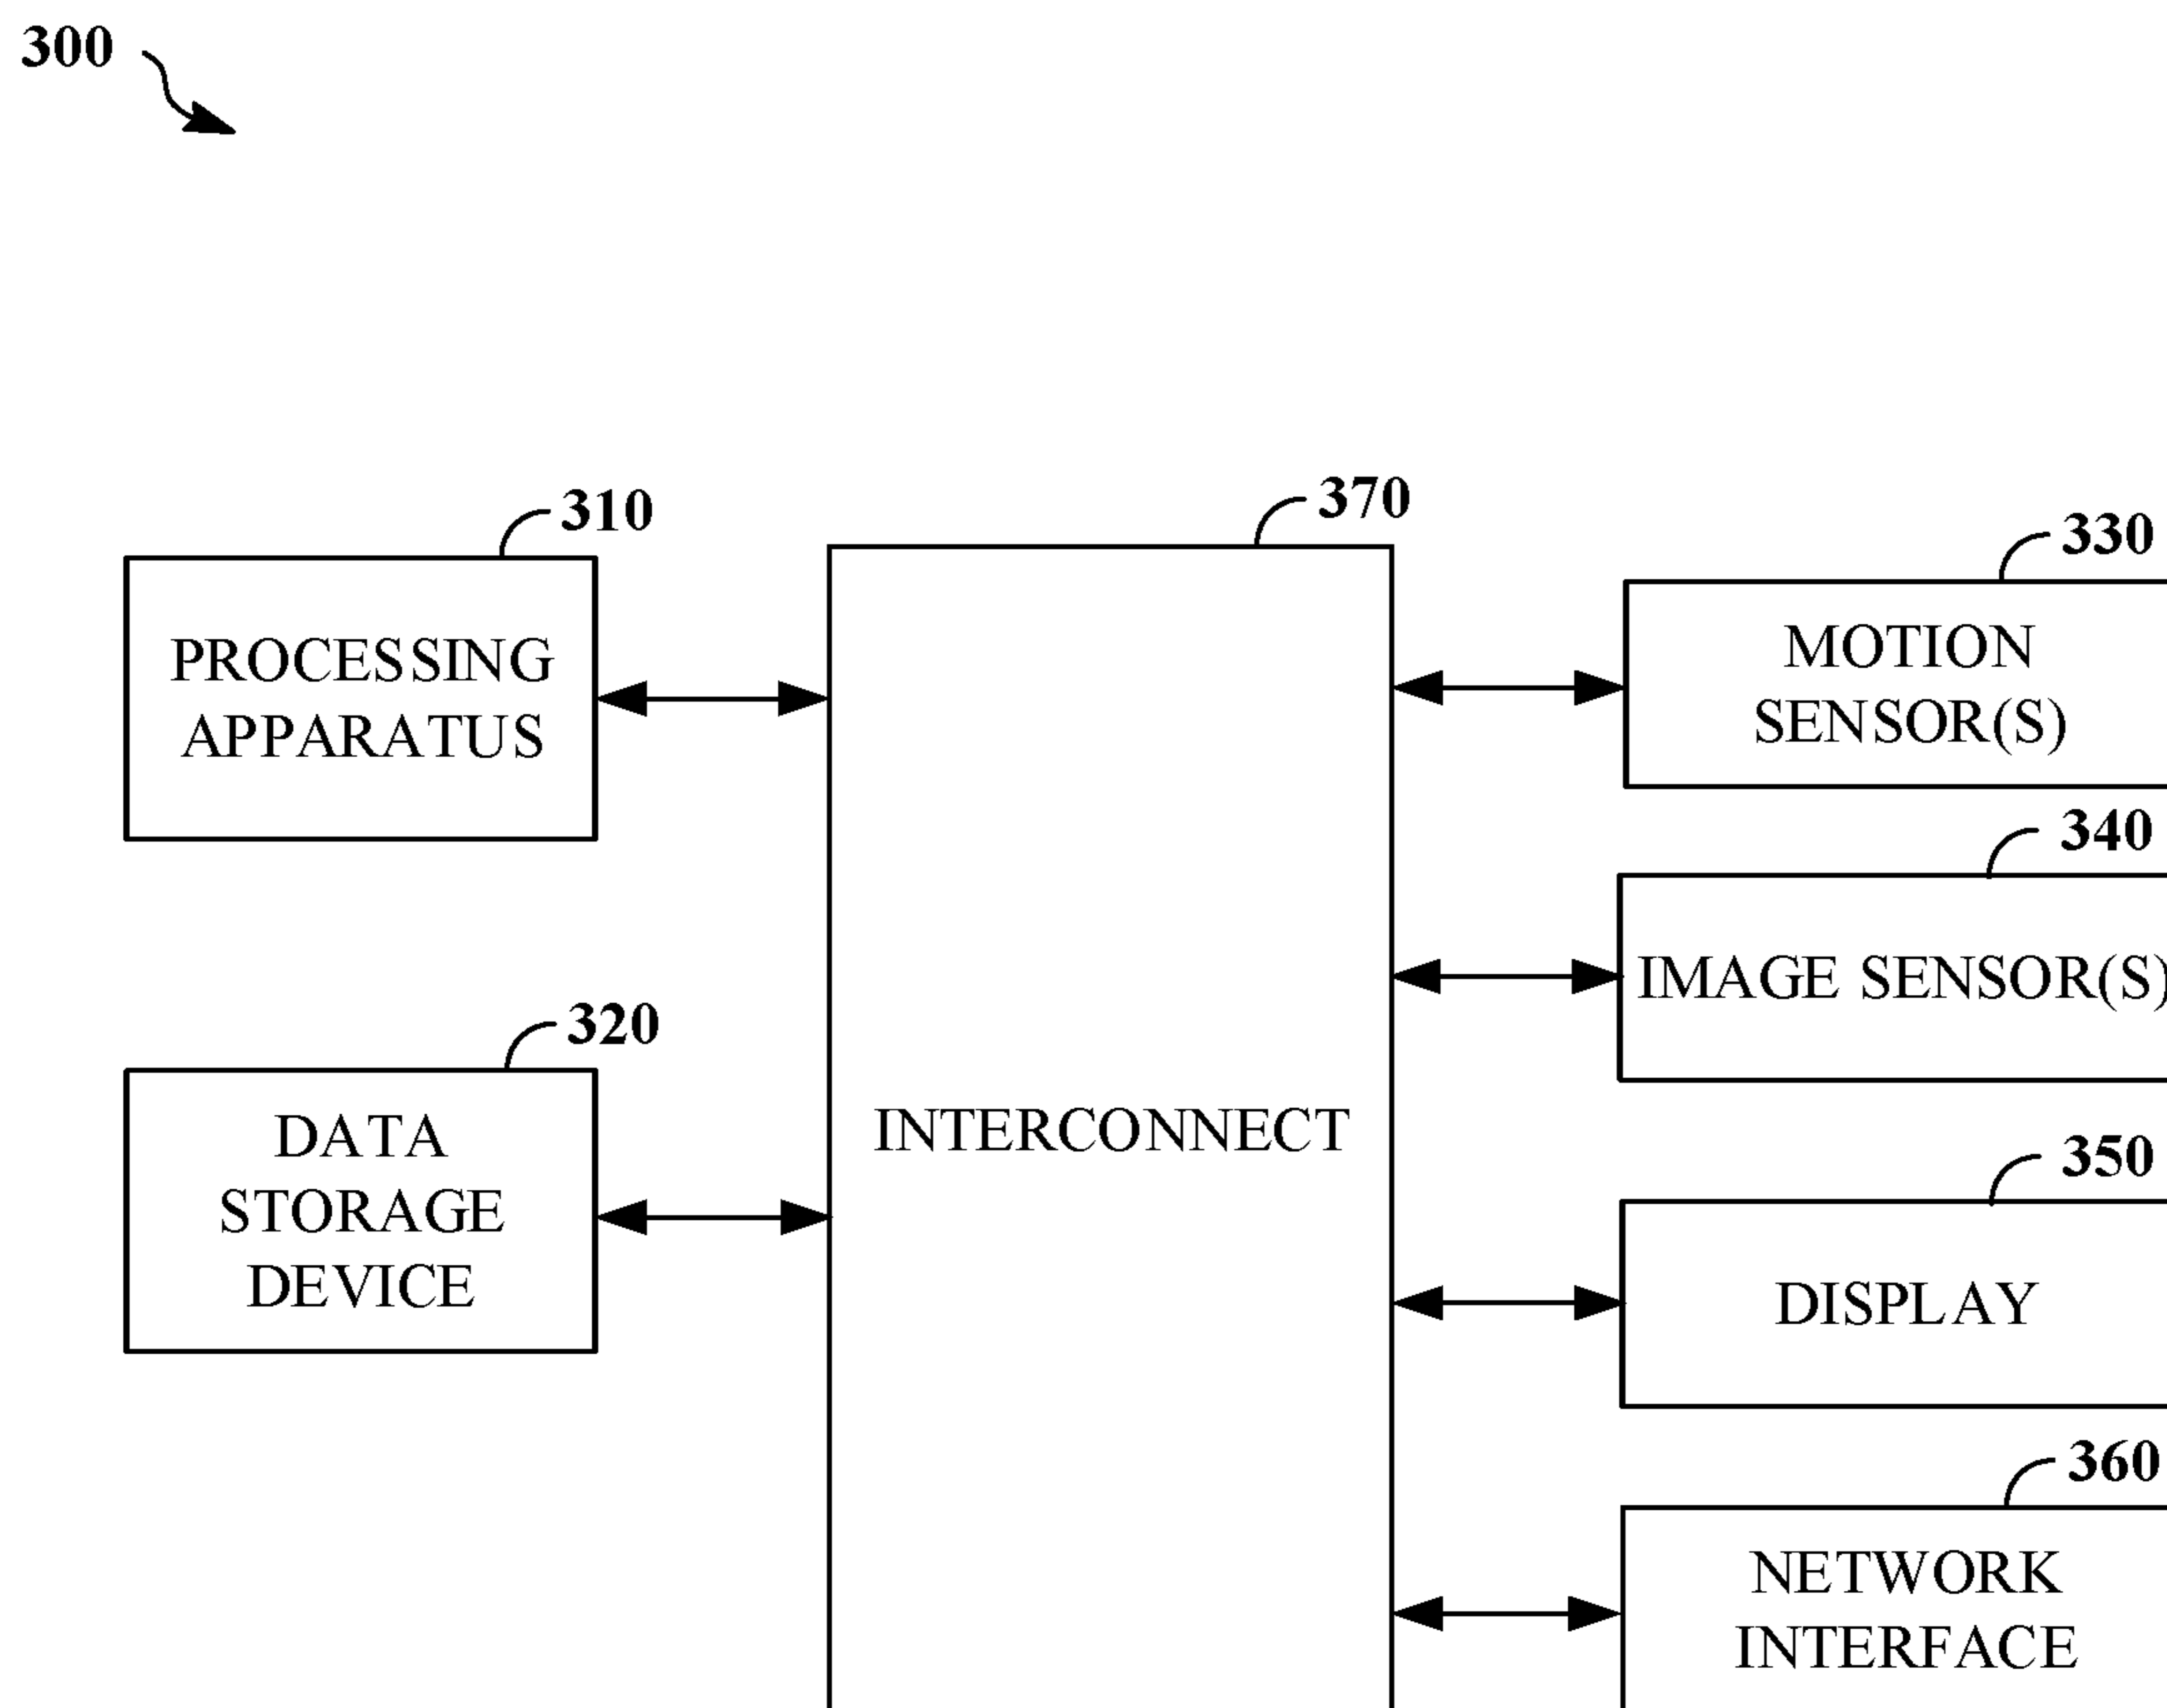 300
310
PROCESSING
APPARATUS
320
DATA
STORAGE
DEVICE
370
INTERCONNECT
330
MOTION
SENSOR(S)
340
IMAGE SENSOR(S)
350
DISPLAY
360
NETWORK
INTERFACE